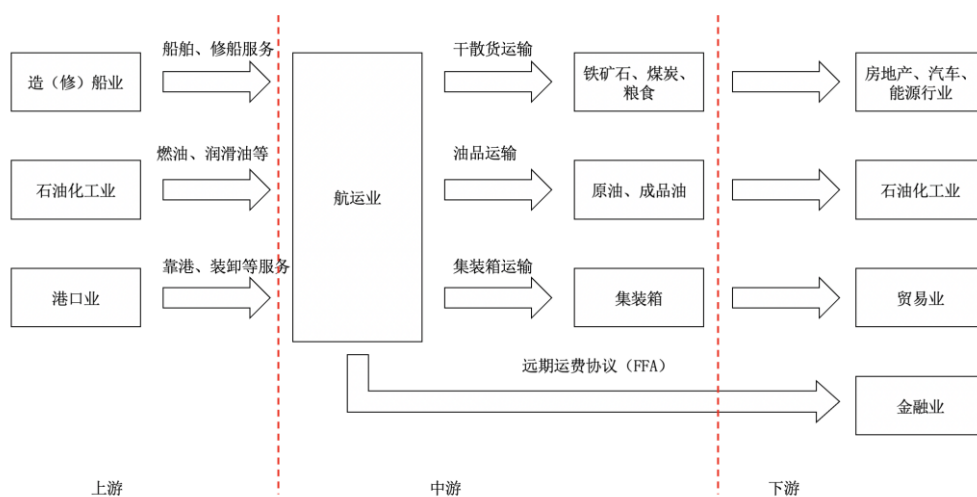 船舶、修船服务
干散货运输
造（修）船业
铁矿石、煤炭、
粮食
房地产、汽车、
能源行业
燃油、润滑油等
油品运输
石油化工业
航运业
原油、成品油
石油化工业
靠港、装卸等服务
集装箱运输
港口业
集装箱
贸易业
远期运费协议（FFA）
金融业
上游
中游
下游